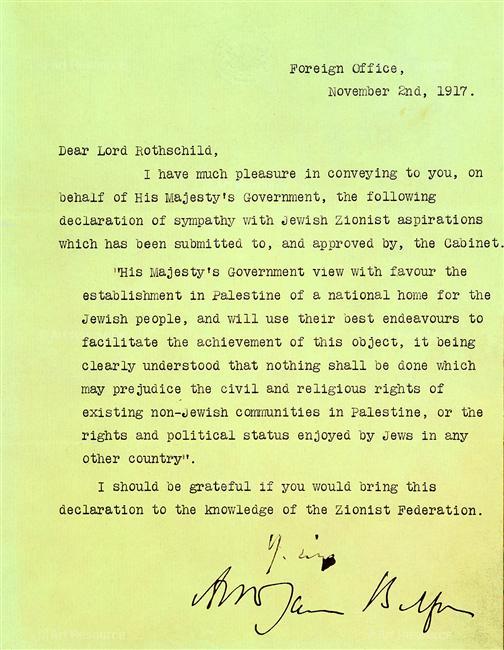 Foreign Office,
November 2nd, 1917.
Dear Lord Rothschild,
I have much pleasure in conveying to you, on
behalf of His Majesty's Government, the following
declaration of sympathy with Jewish Zionist aspirations
which has been submitted to, and approved by, the Cabinet.
"His Majesty's Government view with favour the
establishment in Palestine of a national home for the
Jewish people, and will use their best endeavours to
facilitate the achievement of this object, it being
clearly understood that nothing shall be done which
may prejudice the civil and religious rights of
existing non-Jewish communities in Palestine, or the
rights and political status enjoyed by Jews in any
other country".
I should be grateful if you would bring this
declaration to the knowledge of the Zionist Federation.
Arthur James Balfour